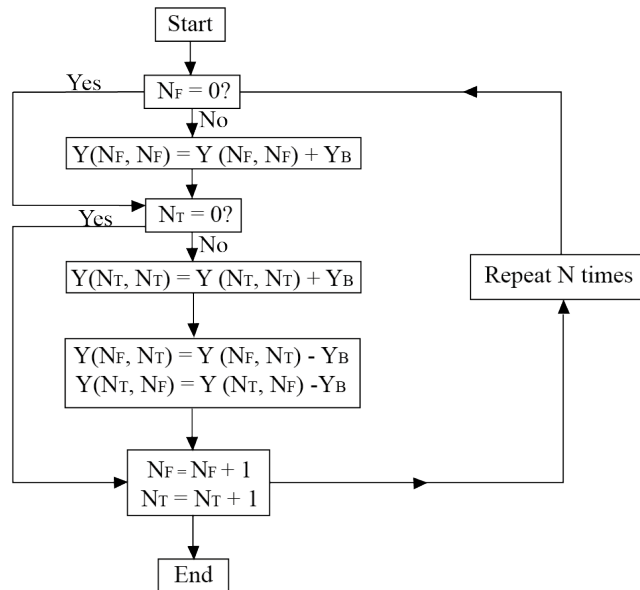 Start
Yes
NF = 0?
No
Y(NF, NF) = Y (NF, NF) + YB
Yes
NT = 0?
No
Y(NT, NT) = Y (NT, NT) + YB
Repeat N times
Y(NF, NT) = Y (NF, NT) - YB
Y(NT, NF) = Y (NT, NF) -YB
NF = NF + 1
NT = NT + 1
End